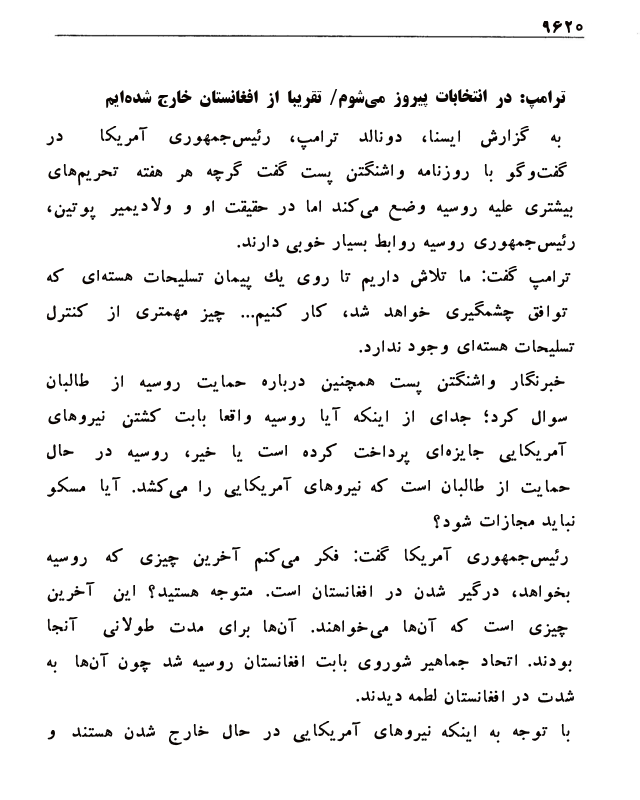 ۹۶۲۰
ترامپ: در انتخابات پیروز می‌شوم/ تقریبا از افغانستان خارج شده‌ایم
به گزارش ایسنا، دونالد ترامپ، رئیس‌جمهوری آمریکا در
گفت‌وگو با روزنامه واشنگتن پست گفت گرچه هر هفته تحریم‌های
بیشتری علیه روسیه وضع می‌کند اما در حقیقت او و ولادیمیر پوتین،
رئیس‌جمهوری روسیه روابط بسیار خوبی دارند.
ترامپ گفت: ما تلاش داریم تا روی یك پیمان تسلیحات هسته‌ای که
توافق چشمگیری خواهد شد، کار کنیم... چیز مهمتری از کنترل
تسلیحات هسته‌ای وجود ندارد.
خبرنگار واشنگتن پست همچنین درباره حمایت روسیه از طالبان
سوال کرد؛ جدای از اینکه آیا روسیه واقعا بابت کشتن نیروهای
آمریکایی جایزه‌ای پرداخت کرده است یا خیر، روسیه در حال
حمایت از طالبان است که نیروهای آمریکایی را می‌کشد. آیا مسکو
نباید مجازات شود؟
رئیس‌جمهوری آمریکا گفت: فکر می‌کنم آخرین چیزی که روسیه
بخواهد، درگیر شدن در افغانستان است. متوجه هستید؟ این آخرین
چیزی است که آن‌ها می‌خواهند. آن‌ها برای مدت طولانی آنجا
بودند. اتحاد جماهیر شوروی بابت افغانستان روسیه شد چون آن‌ها به
شدت در افغانستان لطمه دیدند.
با توجه به اینکه نیروهای آمریکایی در حال خارج شدن هستند و